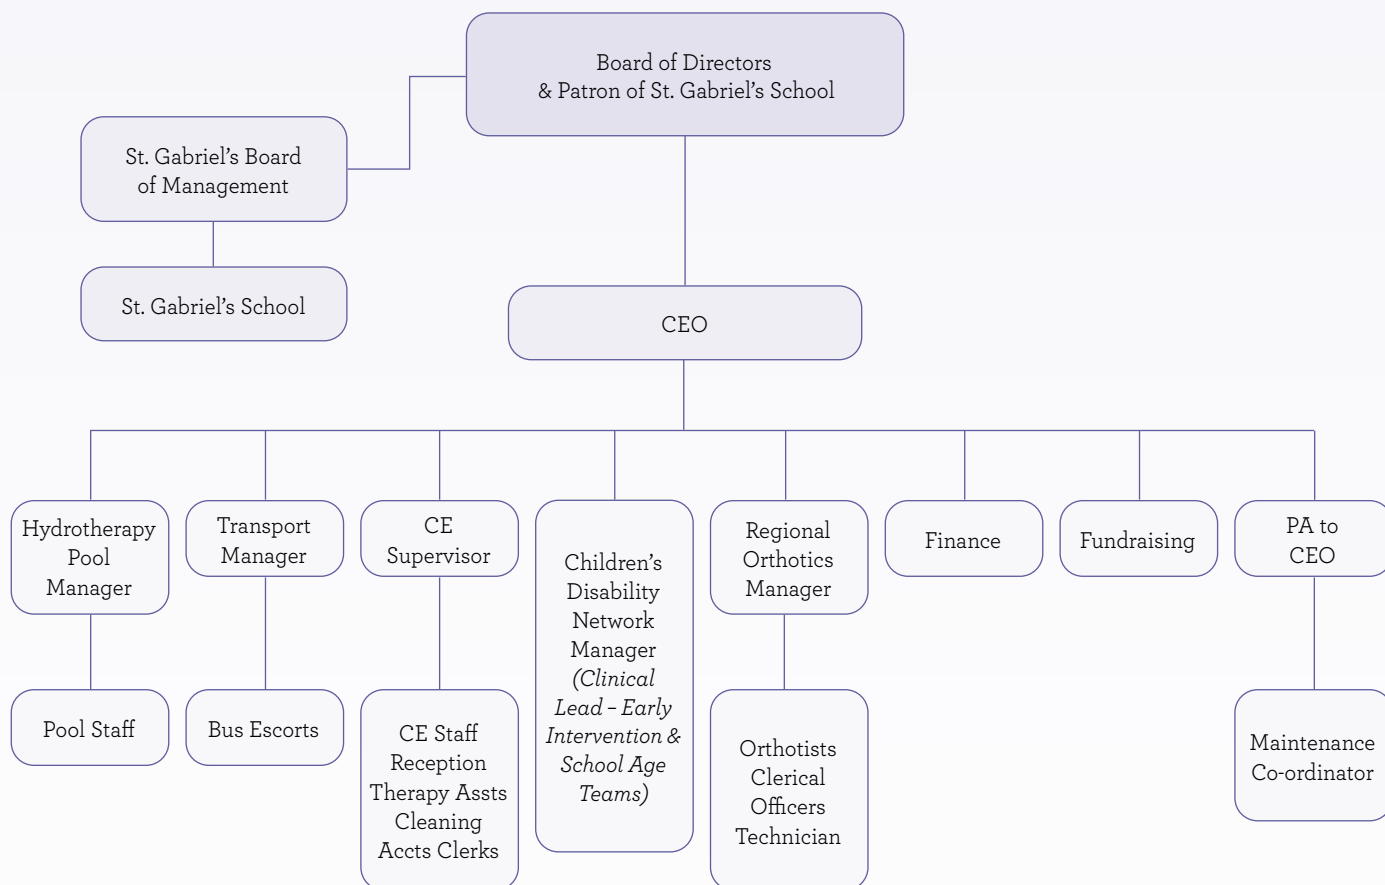 Board of Directors
& Patron of St. Gabriel’s School
St. Gabriel’s Board
of Management
St. Gabriel’s School
CEO
Hydrotherapy
Pool
Manager
Transport
Manager
CE
Supervisor
Children’s
Disability
Network
Manager
(Clinical
Lead – Early
Intervention &
School Age
Teams)
Regional
Orthotics
Manager
Finance
Fundraising
PA to
CEO
Pool Staff
Bus Escorts
CE Staff
Reception
Therapy Assts
Cleaning
Accts Clerks
Orthotists
Clerical
Officers
Technician
Maintenance
Co-ordinator